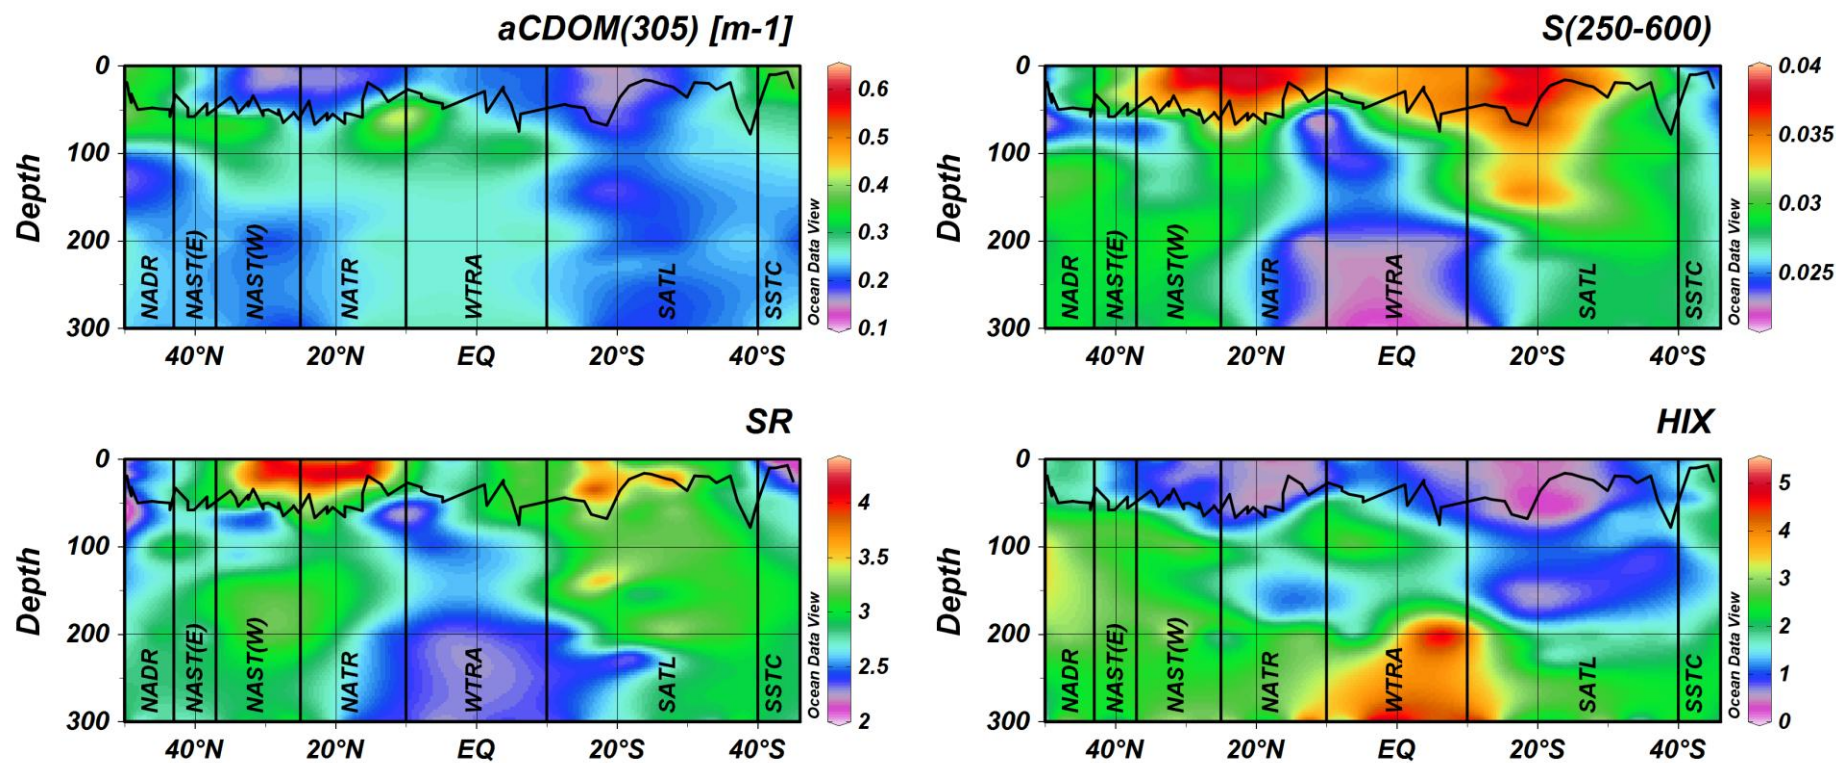 aCDOM(305) [m-1]
0
100
200
300
Depth
NADR
NAST(E)
NAST(W)
NATR
WTRA
SATL
SSTC
40°N
20°N
EQ
20°S
40°S
Ocean Data View
0.6
0.5
0.4
0.3
0.2
0.1
S(250-600)
0
100
200
300
Depth
NADR
NAST(E)
NAST(W)
NATR
WTRA
SATL
SSTC
40°N
20°N
EQ
20°S
40°S
Ocean Data View
0.04
0.035
0.03
0.025
SR
0
100
200
300
Depth
NADR
NAST(E)
NAST(W)
NATR
WTRA
SATL
SSTC
40°N
20°N
EQ
20°S
40°S
Ocean Data View
4
3.5
3
2.5
2
HIX
0
100
200
300
Depth
NADR
NAST(E)
NAST(W)
NATR
WTRA
SATL
SSTC
40°N
20°N
EQ
20°S
40°S
Ocean Data View
5
4
3
2
1
0